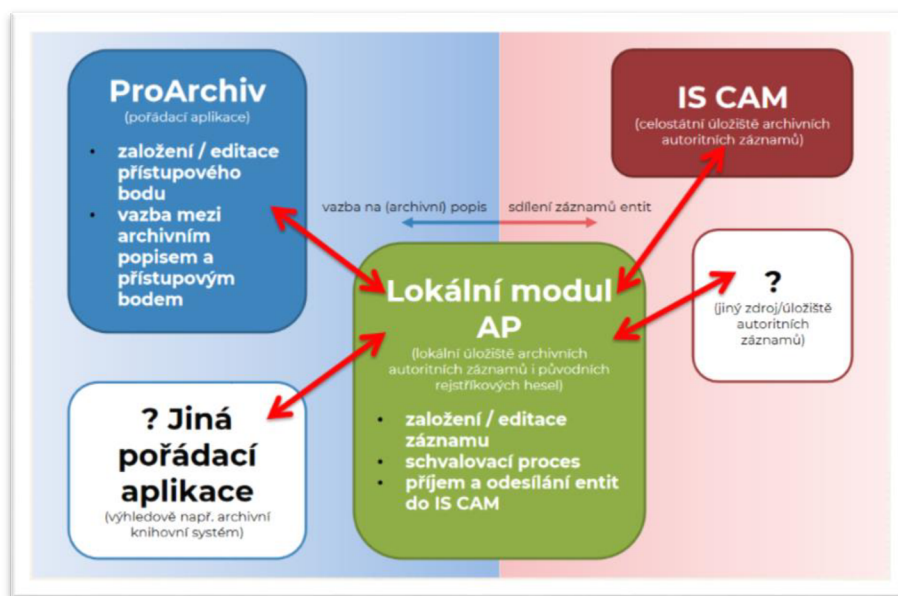 ProArchiv
(pořádací aplikace)
• založení / editace
přístupového
bodu
• vazba mezi
archivním
popisem a
přístupovým
bodem
IS CAM
(celostátní úložiště archivních
autoritních záznamů)
vazba na (archivní) popis
sdílení záznamů entit
Lokální modul
AP
(lokální úložiště archivních
autoritních záznamů i původních
rejstříkových hesel)
• založení / editace
záznamu
• schvalovací proces
• příjem a odesílání entit
do IS CAM
?
(jiný zdroj/úložiště
autoritních
záznamů)
? Jiná
pořádací
aplikace
(výhledově např. archivní
knihovní systém)